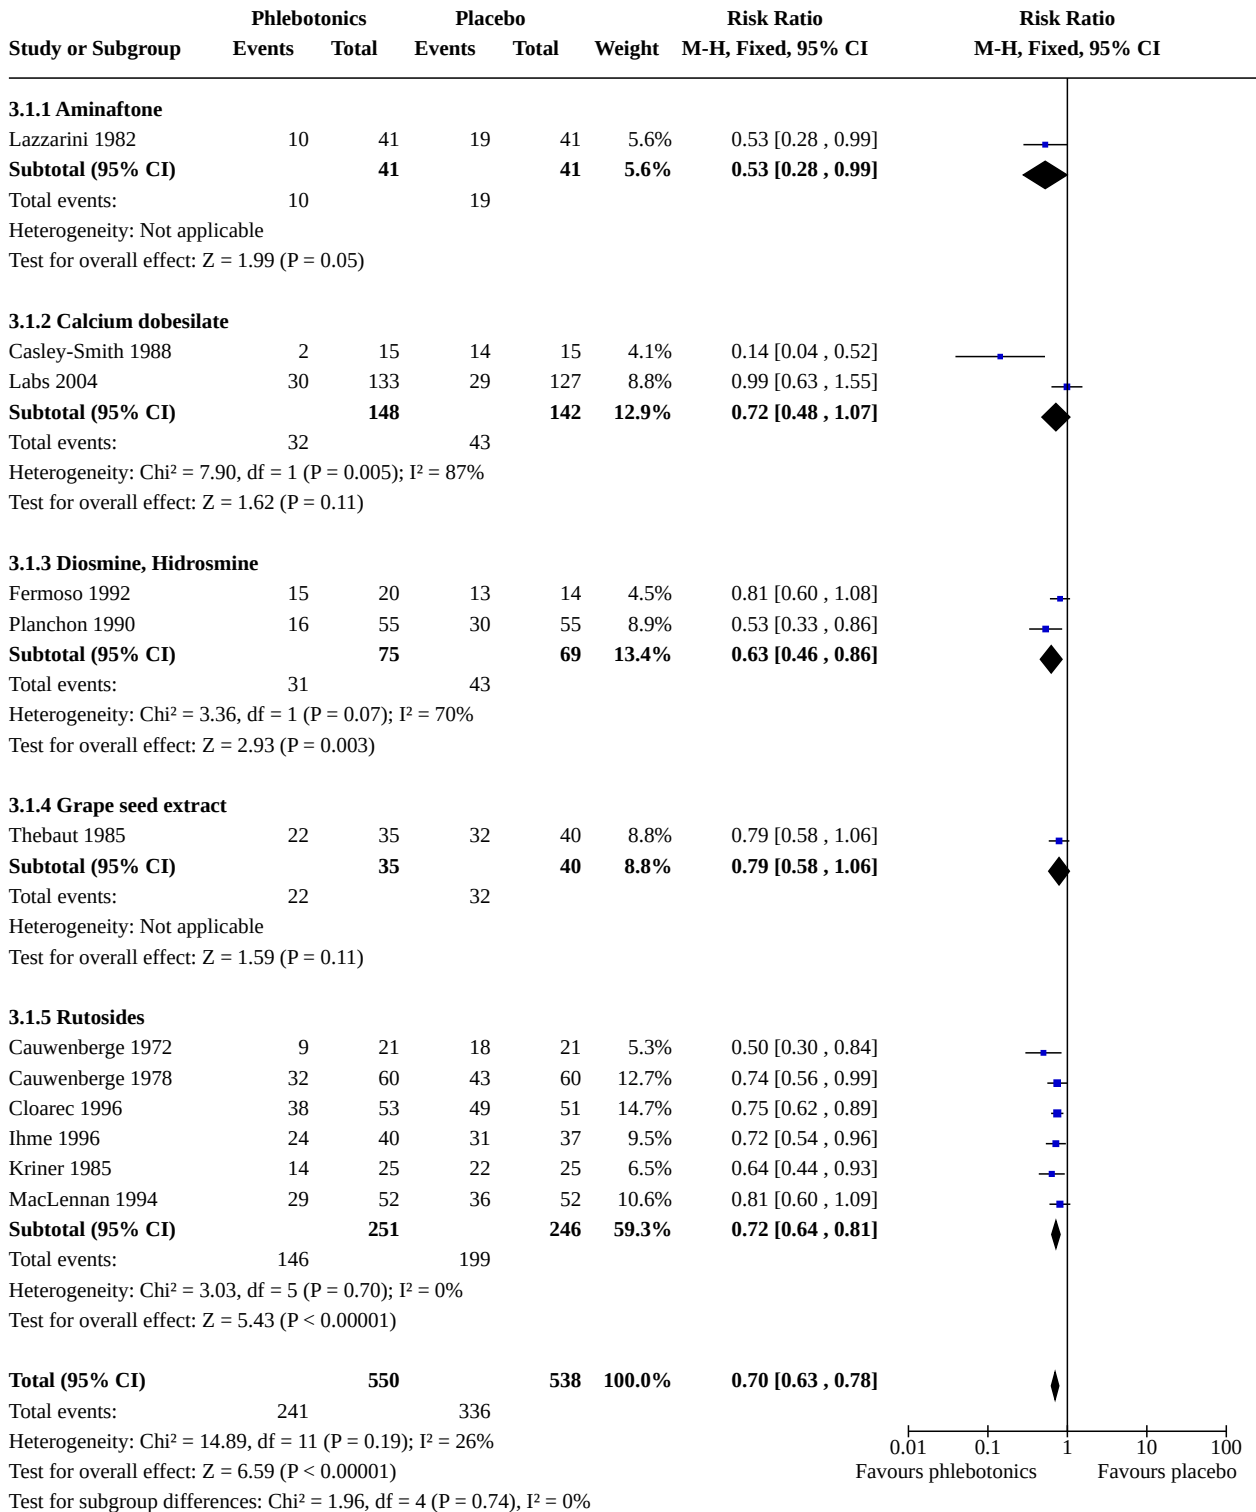 Phlebotonics Placebo Risk Ratio Risk Ratio
Study or Subgroup Events Total Events Total Weight M-H, Fixed, 95% CI M-H, Fixed, 95% CI
3.1.1 Aminaftone
Lazzarini 1982 10 41 19 41 5.6% 0.53 [0.28 , 0.99]
Subtotal (95% CI) 41 41 5.6% 0.53 [0.28 , 0.99]
Total events: 10 19
Heterogeneity: Not applicable
Test for overall effect: Z = 1.99 (P = 0.05)
3.1.2 Calcium dobesilate
Casley-Smith 1988 2 15 14 15 4.1% 0.14 [0.04 , 0.52]
Labs 2004 30 133 29 127 8.8% 0.99 [0.63 , 1.55]
Subtotal (95% CI) 148 142 12.9% 0.72 [0.48 , 1.07]
Total events: 32 43
Heterogeneity: Chi² = 7.90, df = 1 (P = 0.005); I² = 87%
Test for overall effect: Z = 1.62 (P = 0.11)
3.1.3 Diosmine, Hidrosmine
Fermoso 1992 15 20 13 14 4.5% 0.81 [0.60 , 1.08]
Planchon 1990 16 55 30 55 8.9% 0.53 [0.33 , 0.86]
Subtotal (95% CI) 75 69 13.4% 0.63 [0.46 , 0.86]
Total events: 31 43
Heterogeneity: Chi² = 3.36, df = 1 (P = 0.07); I² = 70%
Test for overall effect: Z = 2.93 (P = 0.003)
3.1.4 Grape seed extract
Thebaut 1985 22 35 32 40 8.8% 0.79 [0.58 , 1.06]
Subtotal (95% CI) 35 40 8.8% 0.79 [0.58 , 1.06]
Total events: 22 32
Heterogeneity: Not applicable
Test for overall effect: Z = 1.59 (P = 0.11)
3.1.5 Rutosides
Cauwenberge 1972 9 21 18 21 5.3% 0.50 [0.30 , 0.84]
Cauwenberge 1978 32 60 43 60 12.7% 0.74 [0.56 , 0.99]
Cloarec 1996 38 53 49 51 14.7% 0.75 [0.62 , 0.89]
Ihme 1996 24 40 31 37 9.5% 0.72 [0.54 , 0.96]
Kriner 1985 14 25 22 25 6.5% 0.64 [0.44 , 0.93]
MacLennan 1994 29 52 36 52 10.6% 0.81 [0.60 , 1.09]
Subtotal (95% CI) 251 246 59.3% 0.72 [0.64 , 0.81]
Total events: 146 199
Heterogeneity: Chi² = 3.03, df = 5 (P = 0.70); I² = 0%
Test for overall effect: Z = 5.43 (P < 0.00001)
Total (95% CI) 550 538 100.0% 0.70 [0.63 , 0.78]
Total events: 241 336
Heterogeneity: Chi² = 14.89, df = 11 (P = 0.19); I² = 26%
0.01 0.1 1 10 100
Test for overall effect: Z = 6.59 (P < 0.00001) Favours phlebotonics Favours placebo
Test for subgroup differences: Chi² = 1.96, df = 4 (P = 0.74), I² = 0%